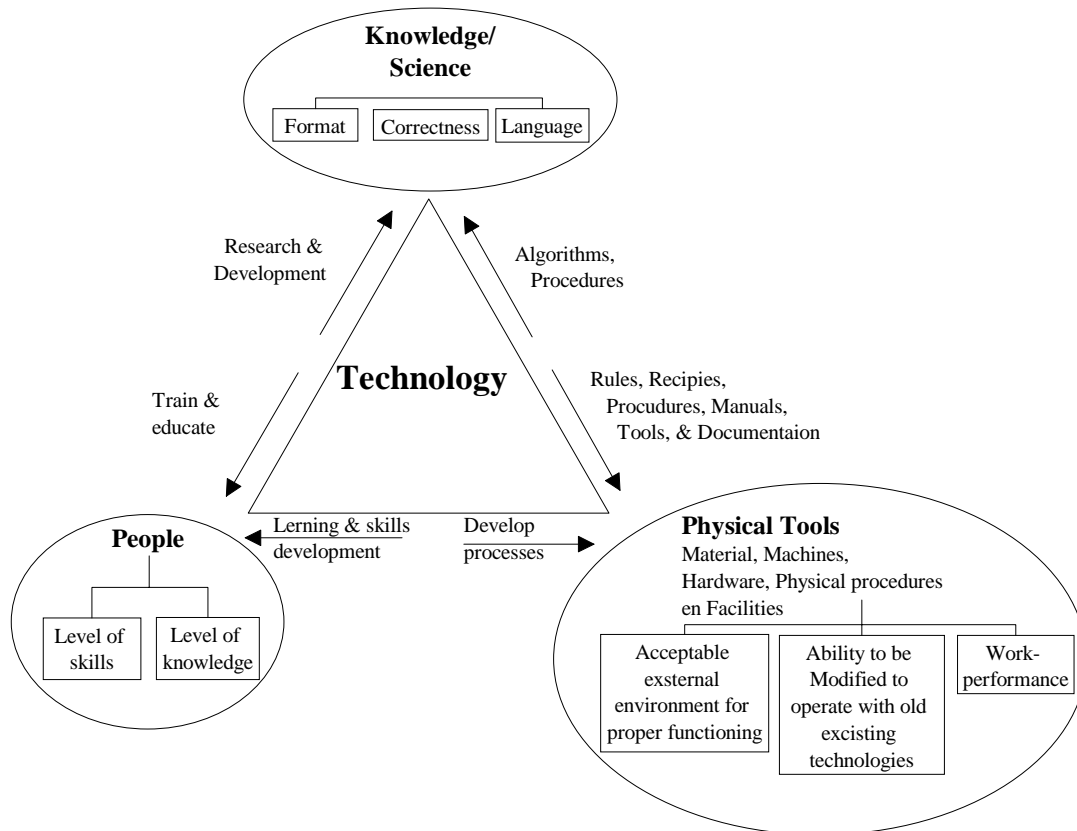 Knowledge/
Science
Format
Correctness
Language
Research &
Development
Algorithms,
Procedures
Technology
Train &
educate
Rules, Recipies,
Procudures, Manuals,
Tools, & Documentaion
Lerning & skills
development
Develop
processes
People
Level of
skills
Level of
knowledge
Physical Tools
Material, Machines,
Hardware, Physical procedures
en Facilities
Acceptable
exsternal
environment for
proper functioning
Ability to be
Modified to
operate with old
excisting
technologies
Work-
performance